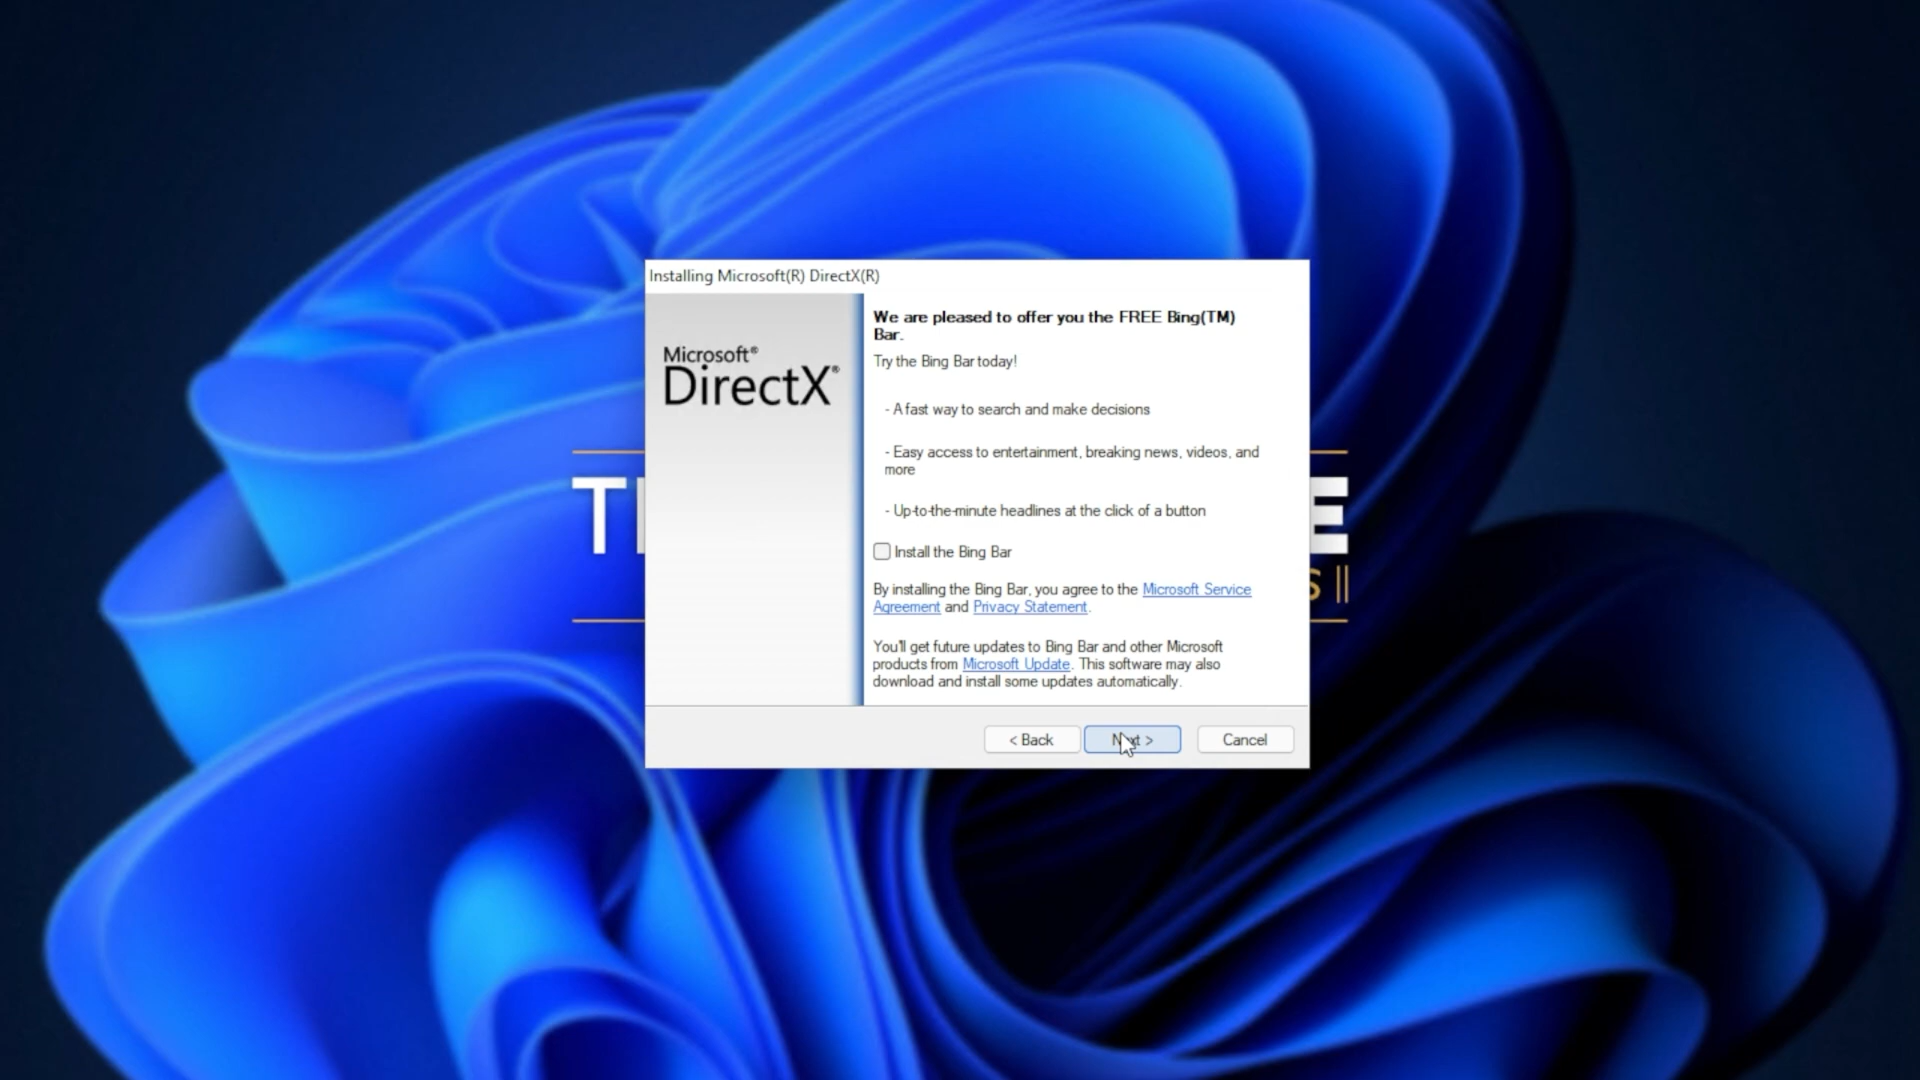 Installing Microsoft(R) DirectX(R)
Microsoft®
DirectX®
We are pleased to offer you the FREE Bing(TM)
Bar.
Try the Bing Bar today!
- A fast way to search and make decisions
- Easy access to entertainment, breaking news, videos, and
more
- Up-to-the-minute headlines at the click of a button
Install the Bing Bar
By installing the Bing Bar, you agree to the Microsoft Service
Agreement and Privacy Statement.
You'll get future updates to Bing Bar and other Microsoft
products from Microsoft Update. This software may also
download and install some updates automatically.
< Back
Next >
Cancel